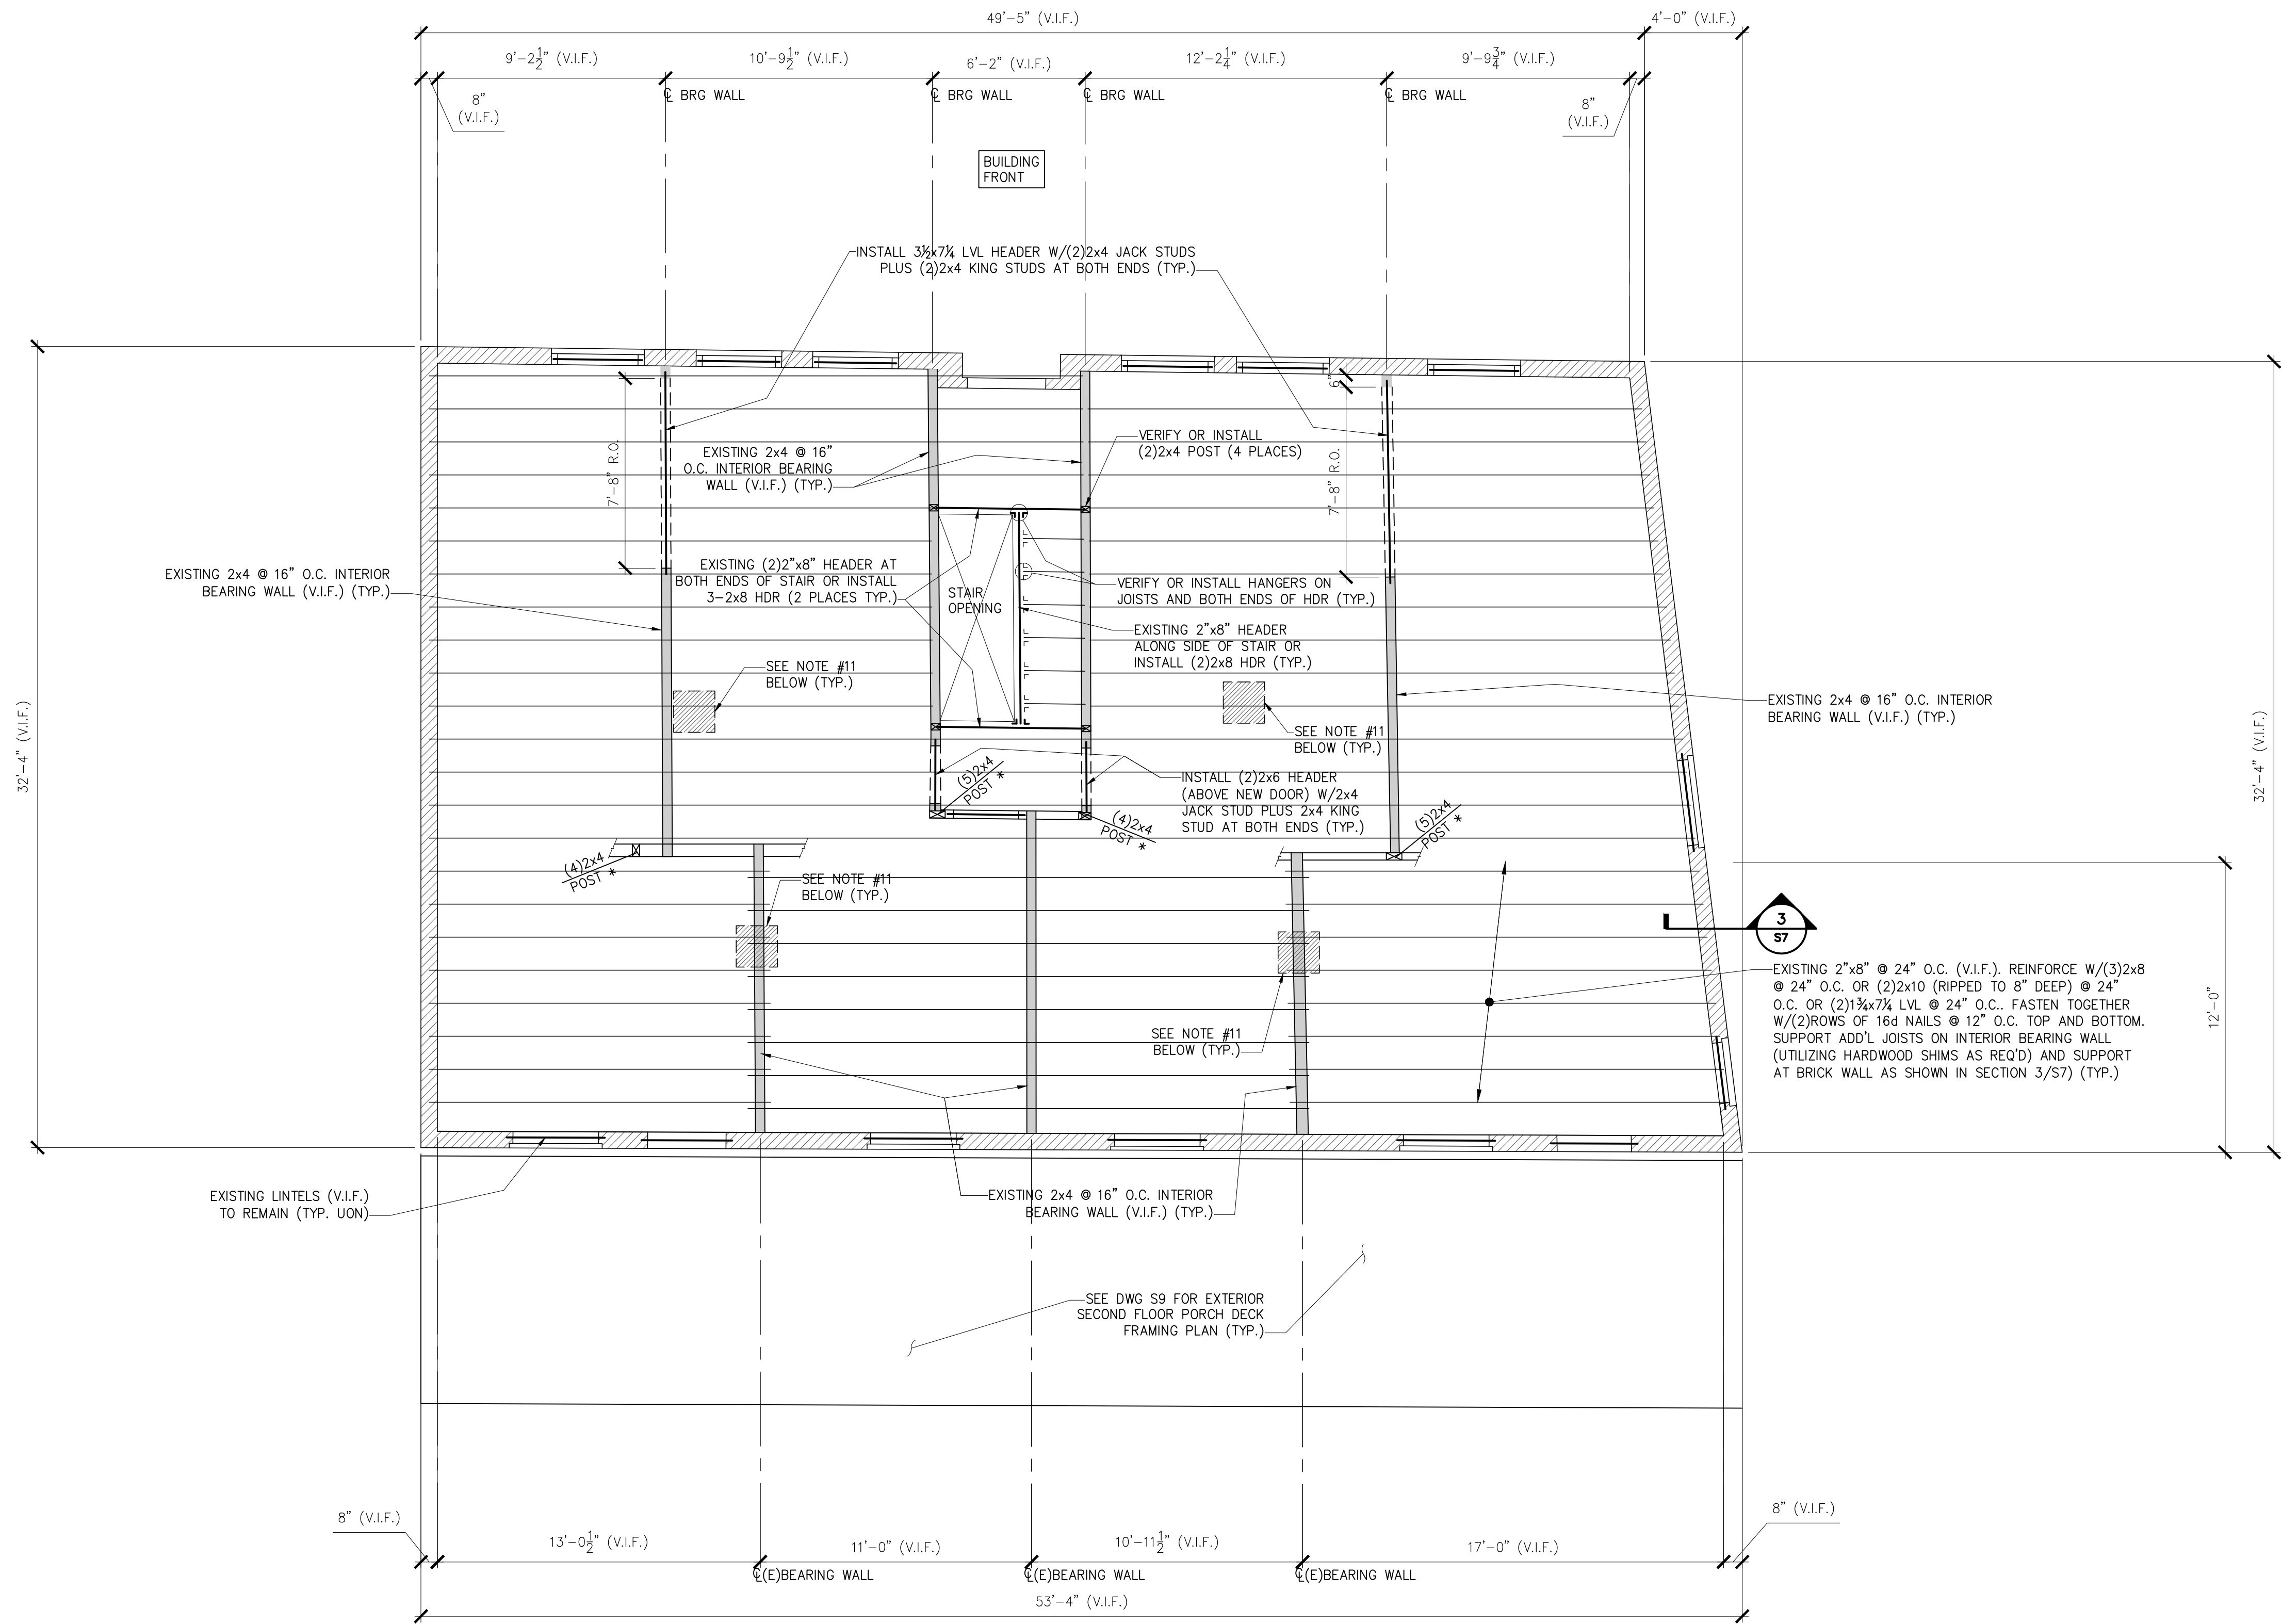 49'-5" (V.I.F.)
4'-0" (V.I.F.)
9'-2 1/2" (V.I.F.)
10'-9 1/2" (V.I.F.)
6'-2" (V.I.F.)
12'-2 1/4" (V.I.F.)
9'-9 3/4" (V.I.F.)
8"
(V.I.F.)
℄ BRG WALL
℄ BRG WALL
℄ BRG WALL
℄ BRG WALL
8"
(V.I.F.)
BUILDING
FRONT
INSTALL 3½x7¼ LVL HEADER W/(2)2x4 JACK STUDS
PLUS (2)2x4 KING STUDS AT BOTH ENDS (TYP.)
6"
7'-8" R.O.
7'-8" R.O.
EXISTING 2x4 @ 16"
O.C. INTERIOR BEARING
WALL (V.I.F.) (TYP.)
VERIFY OR INSTALL
(2)2x4 POST (4 PLACES)
EXISTING 2x4 @ 16" O.C. INTERIOR
BEARING WALL (V.I.F.) (TYP.)
EXISTING (2)2"x8" HEADER AT
BOTH ENDS OF STAIR OR INSTALL
3-2x8 HDR (2 PLACES TYP.)
STAIR
OPENING
VERIFY OR INSTALL HANGERS ON
JOISTS AND BOTH ENDS OF HDR (TYP.)
EXISTING 2"x8" HEADER
ALONG SIDE OF STAIR OR
INSTALL (2)2x8 HDR (TYP.)
SEE NOTE #11
BELOW (TYP.)
SEE NOTE #11
BELOW (TYP.)
EXISTING 2x4 @ 16" O.C. INTERIOR
BEARING WALL (V.I.F.) (TYP.)
32'-4" (V.I.F.)
32'-4" (V.I.F.)
(5)2x4
POST *
INSTALL (2)2x6 HEADER
(ABOVE NEW DOOR) W/2x4
JACK STUD PLUS 2x4 KING
STUD AT BOTH ENDS (TYP.)
(4)2x4
POST *
(5)2x4
POST *
(4)2x4
POST *
SEE NOTE #11
BELOW (TYP.)
3
S7
EXISTING 2"x8" @ 24" O.C. (V.I.F.). REINFORCE W/(3)2x8
@ 24" O.C. OR (2)2x10 (RIPPED TO 8" DEEP) @ 24"
O.C. OR (2)1¾x7¼ LVL @ 24" O.C.. FASTEN TOGETHER
W/(2)ROWS OF 16d NAILS @ 12" O.C. TOP AND BOTTOM.
SUPPORT ADD'L JOISTS ON INTERIOR BEARING WALL
(UTILIZING HARDWOOD SHIMS AS REQ'D) AND SUPPORT
AT BRICK WALL AS SHOWN IN SECTION 3/S7) (TYP.)
12'-0"
SEE NOTE #11
BELOW (TYP.)
EXISTING LINTELS (V.I.F.)
TO REMAIN (TYP. UON)
EXISTING 2x4 @ 16" O.C. INTERIOR
BEARING WALL (V.I.F.) (TYP.)
SEE DWG S9 FOR EXTERIOR
SECOND FLOOR PORCH DECK
FRAMING PLAN (TYP.)
8" (V.I.F.)
8" (V.I.F.)
13'-0 1/2" (V.I.F.)
11'-0" (V.I.F.)
10'-11 1/2" (V.I.F.)
17'-0" (V.I.F.)
℄(E)BEARING WALL
℄(E)BEARING WALL
℄(E)BEARING WALL
53'-4" (V.I.F.)